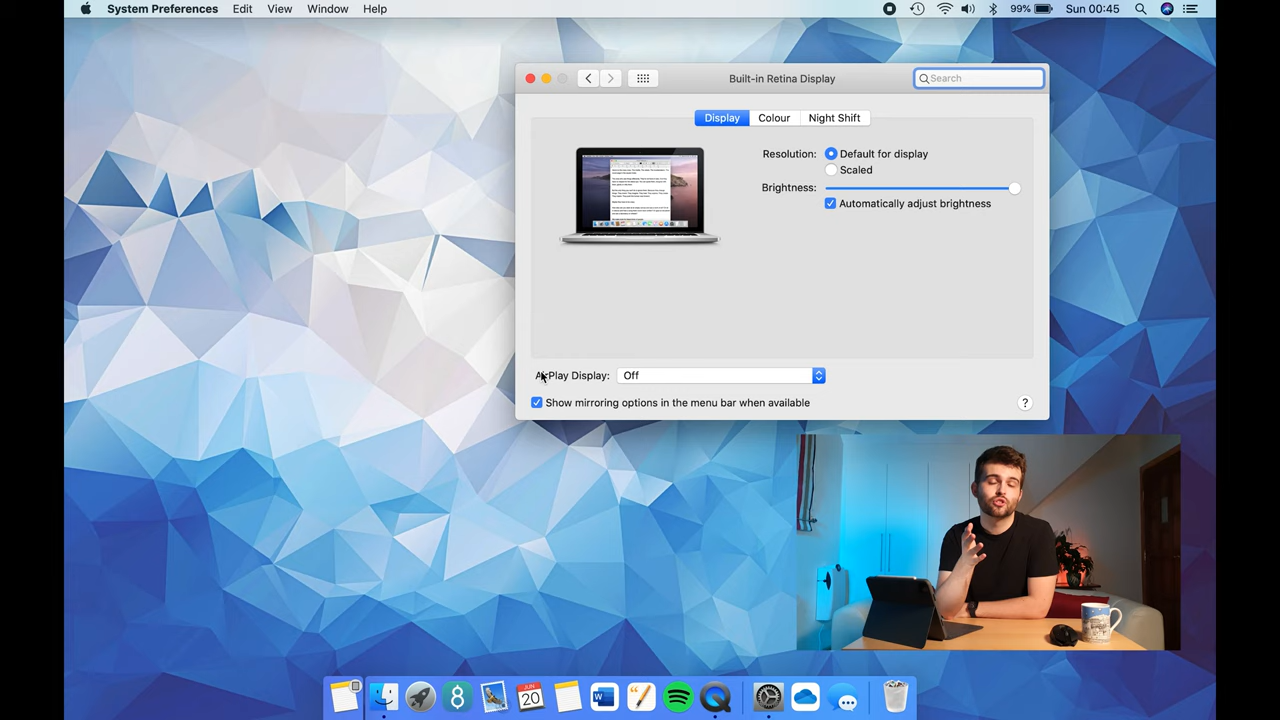 System Preferences Edit View Window Help 99% Sun 00:45
Built-in Retina Display Search
Display Colour Night Shift
Resolution: Default for display
Scaled
Brightness:
Automatically adjust brightness
AirPlay Display: Off
Show mirroring options in the menu bar when available ?
JUN
20
W
8